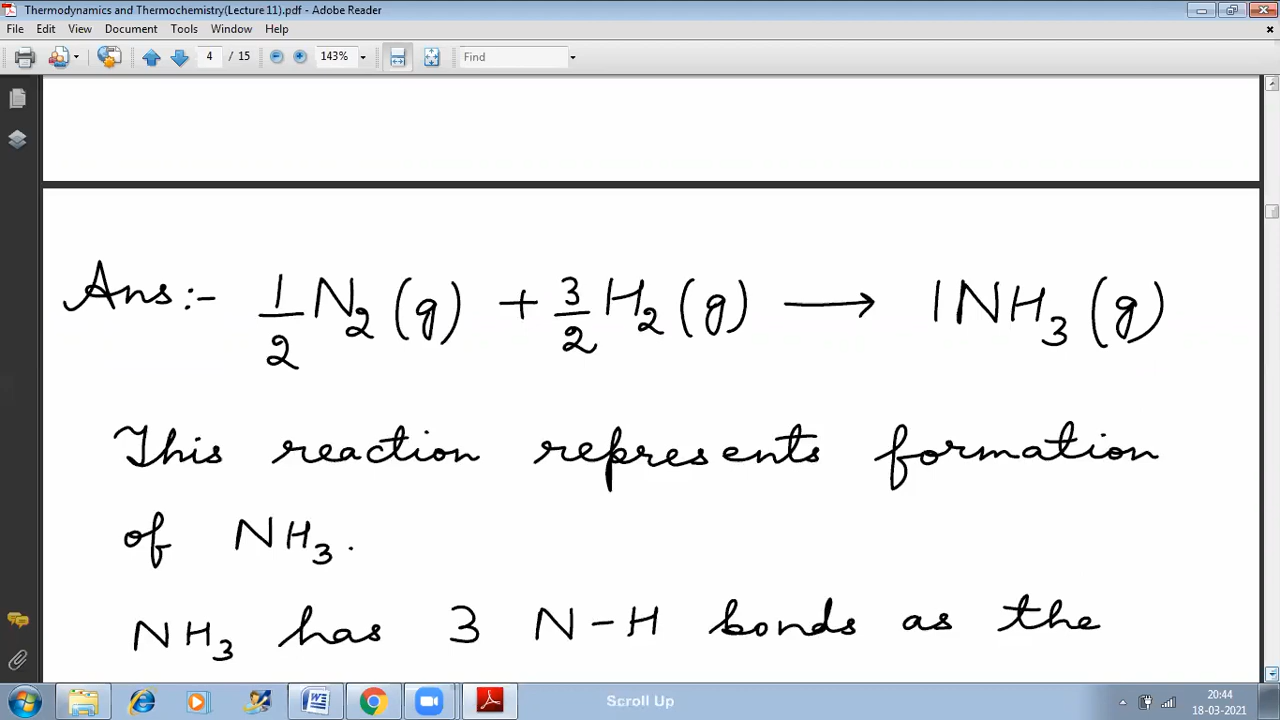 Thermodynamics and Thermochemistry(Lecture 11).pdf - Adobe Reader
File Edit View Document Tools Window Help
4 / 15 143% Find
Ans:- 1/2 N₂(g) + 3/2 H₂(g) ⟶ 1NH₃(g)
This reaction represents formation
of NH₃.
NH₃ has 3 N-H bonds as the
Scroll Up
20:44
18-03-2021